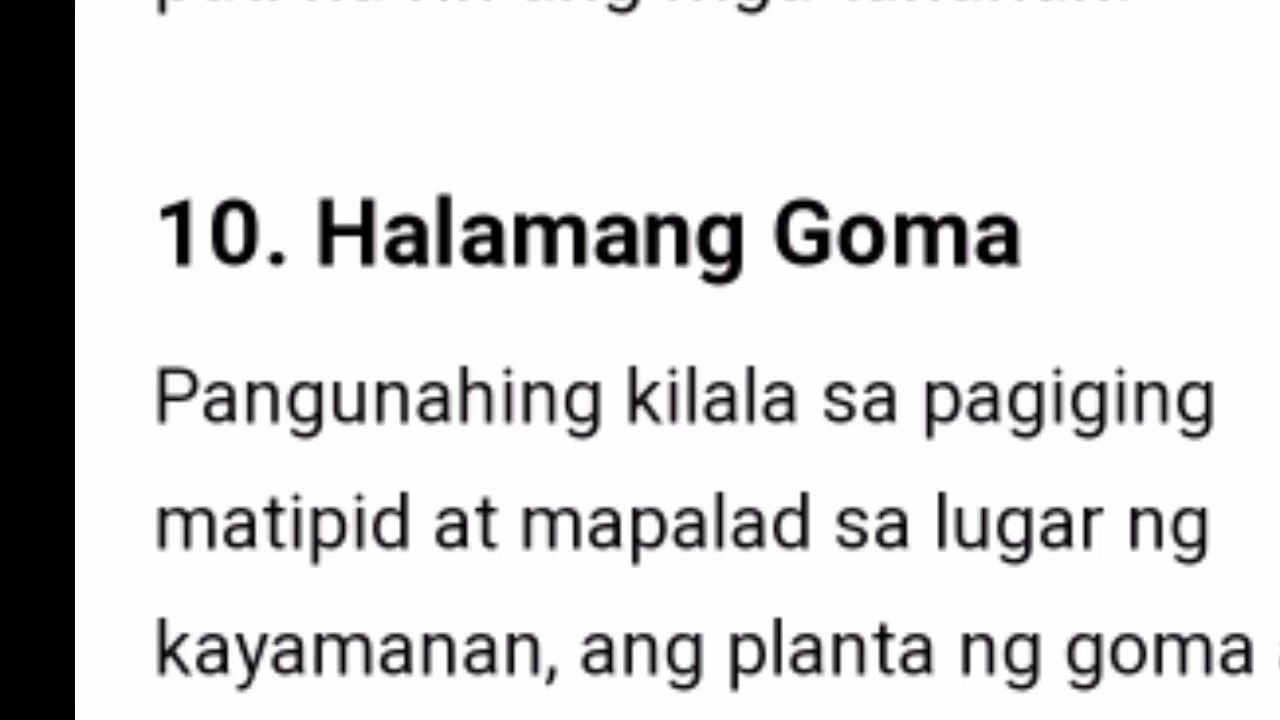 10. Halamang Goma
Pangunahing kilala sa pagiging
matipid at mapalad sa lugar ng
kayamanan, ang planta ng goma